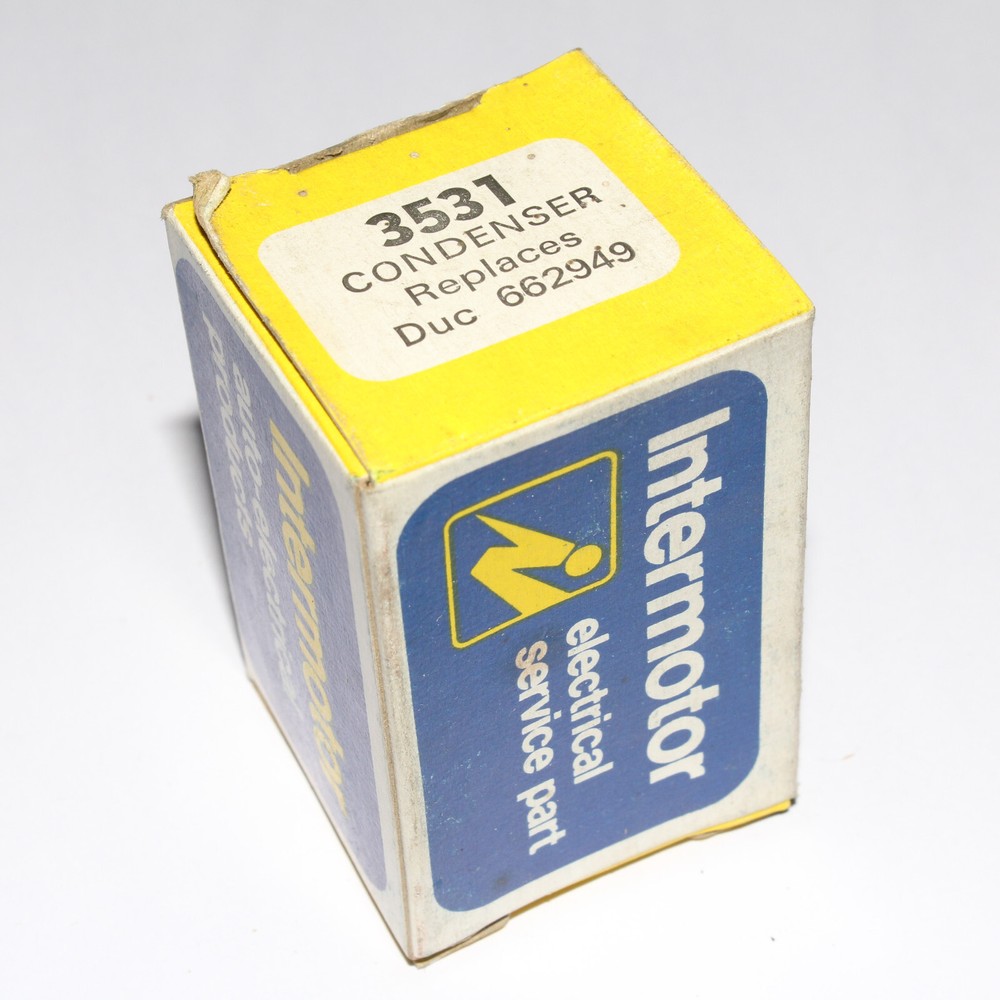 3531
CONDENSER
Replaces
Duc 662949
Intermotor
electrical
service part
Intermotor
auto-electrical
products